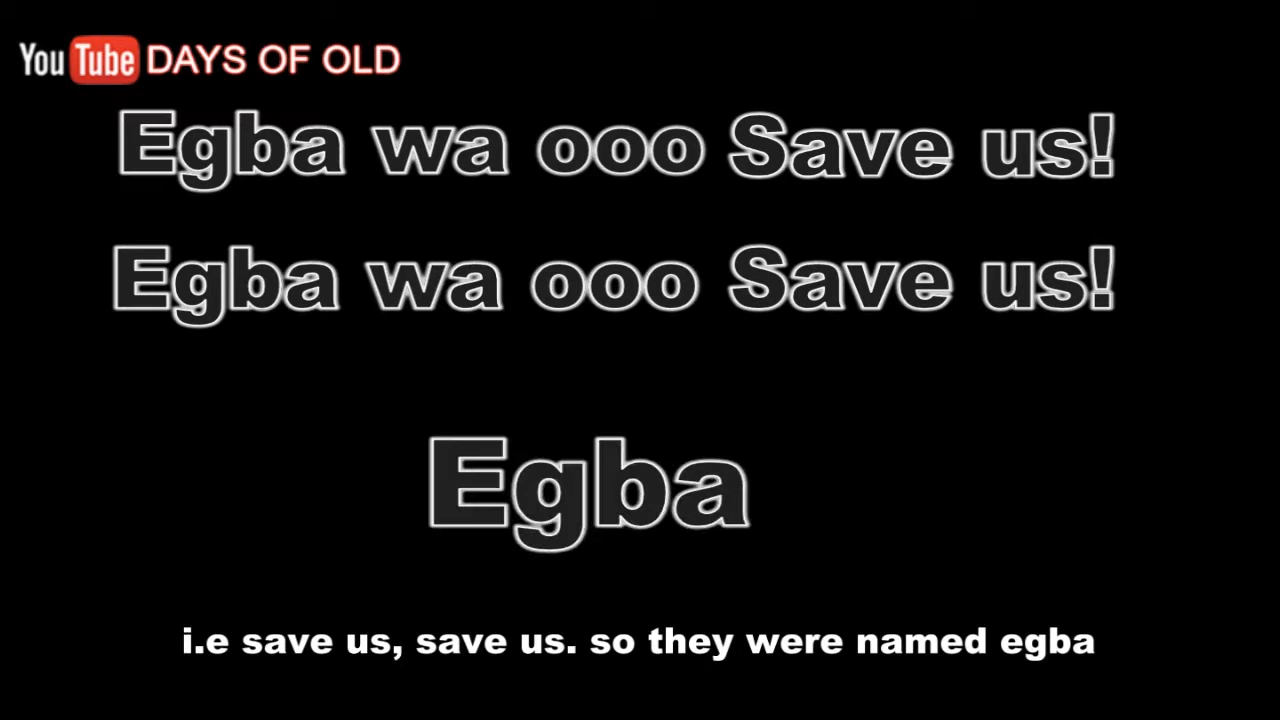 YouTube DAYS OF OLD
Egba wa ooo Save us!
Egba wa ooo Save us!
Egba
i.e save us, save us. so they were named egba